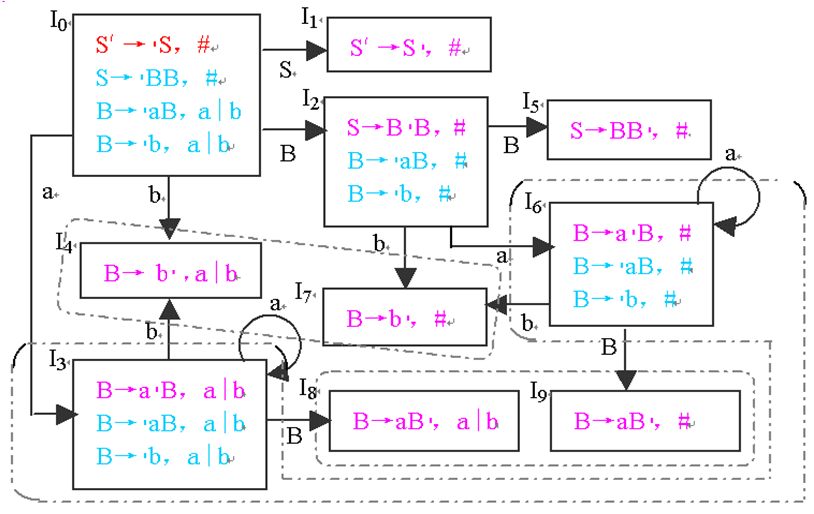 I₀
S' → ·S, #
S→ ·BB, #
B→ ·aB, a|b
B→ ·b, a|b
S
I₁
S' → S·, #
B
I₂
S→B·B, #
B→ ·aB, #
B→ ·b, #
B
I₅
S→BB·, #
a
b
I₄
B→ b·,a|b
b
a
b
I₇
B→b·, #
a
I₆
B→a·B, #
B→ ·aB, #
B→ ·b, #
a
b
B
I₃
B→a·B, a|b
B→ ·aB, a|b
B→ ·b, a|b
B
I₈
B→aB·, a|b
I₉
B→aB·, #